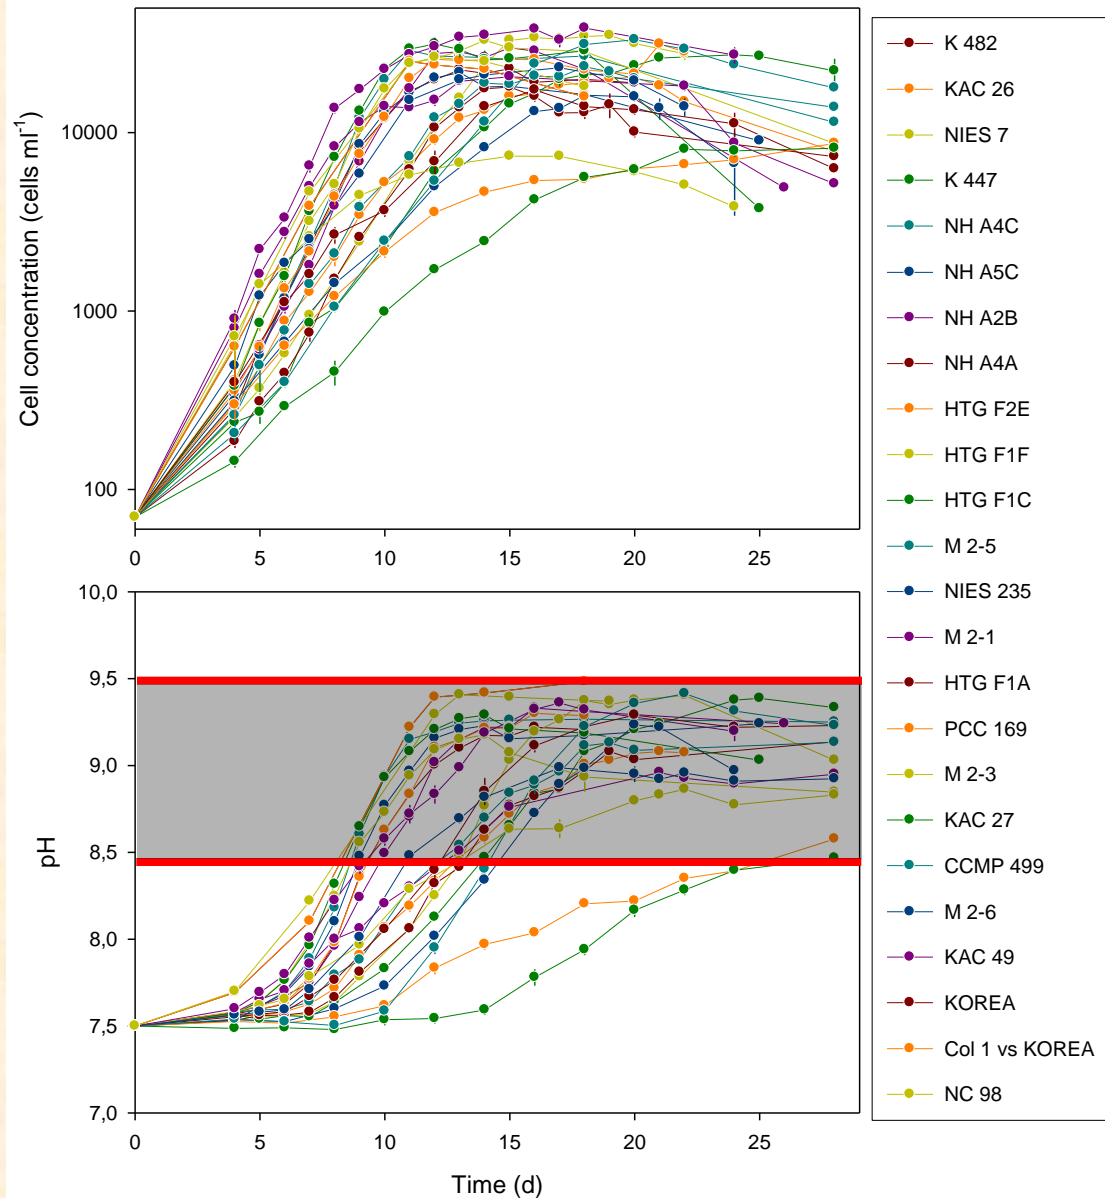 Cell concentration (cells ml-1)
10000
1000
100
0 5 10 15 20 25
pH
10,0
9,5
9,0
8,5
8,0
7,5
7,0
0 5 10 15 20 25
Time (d)
K 482
KAC 26
NIES 7
K 447
NH A4C
NH A5C
NH A2B
NH A4A
HTG F2E
HTG F1F
HTG F1C
M 2-5
NIES 235
M 2-1
HTG F1A
PCC 169
M 2-3
KAC 27
CCMP 499
M 2-6
KAC 49
KOREA
Col 1 vs KOREA
NC 98